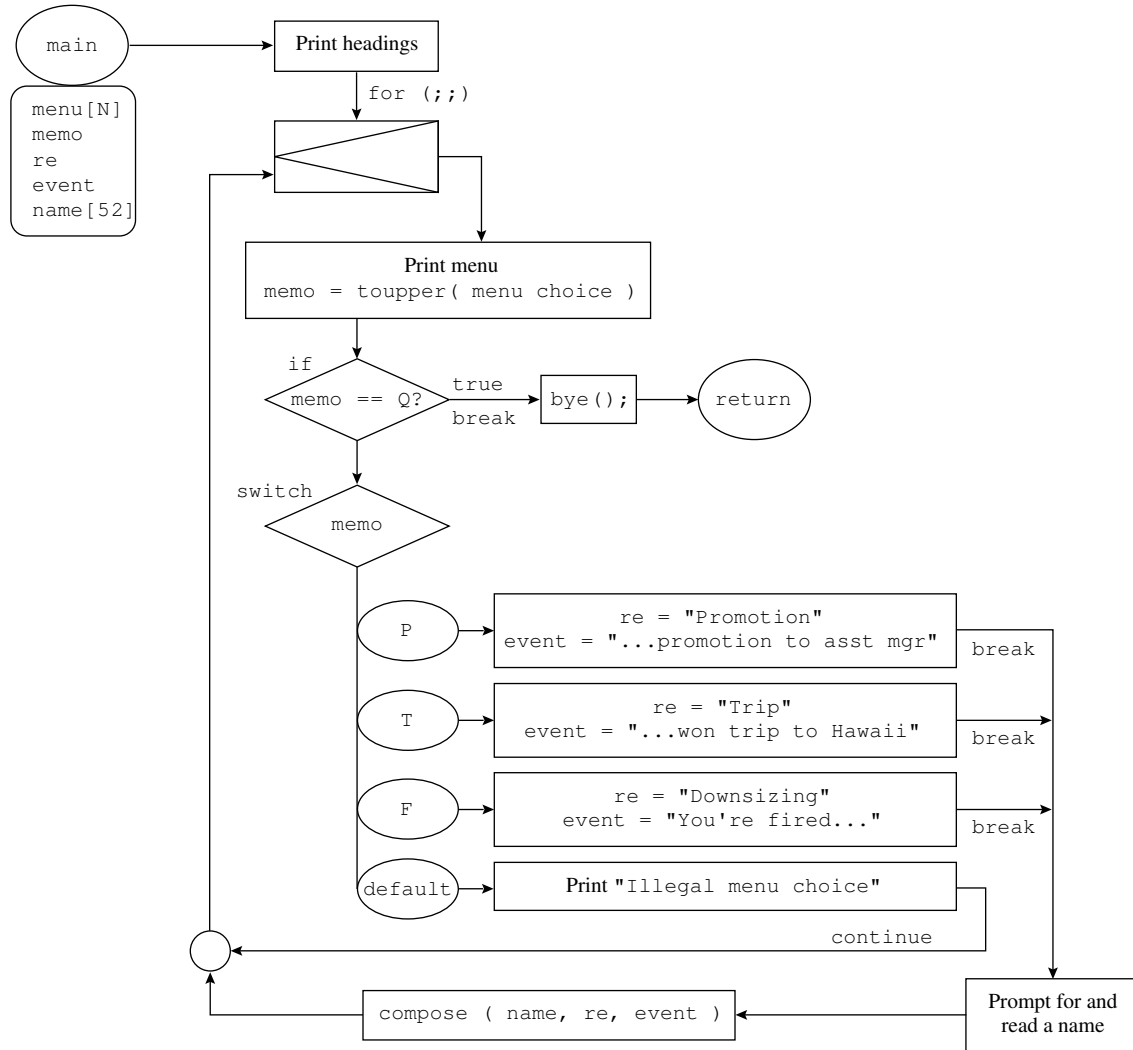 main
Print headings
menu[N]
memo
re
event
name[52]
for (;;)
Print menu
memo = toupper( menu choice )
if
memo == Q?
true
break
bye();
return
switch
memo
P
re = "Promotion"
event = "...promotion to asst mgr"
break
T
re = "Trip"
event = "...won trip to Hawaii"
break
F
re = "Downsizing"
event = "You're fired..."
break
default
Print "Illegal menu choice"
continue
Prompt for and
read a name
compose ( name, re, event )